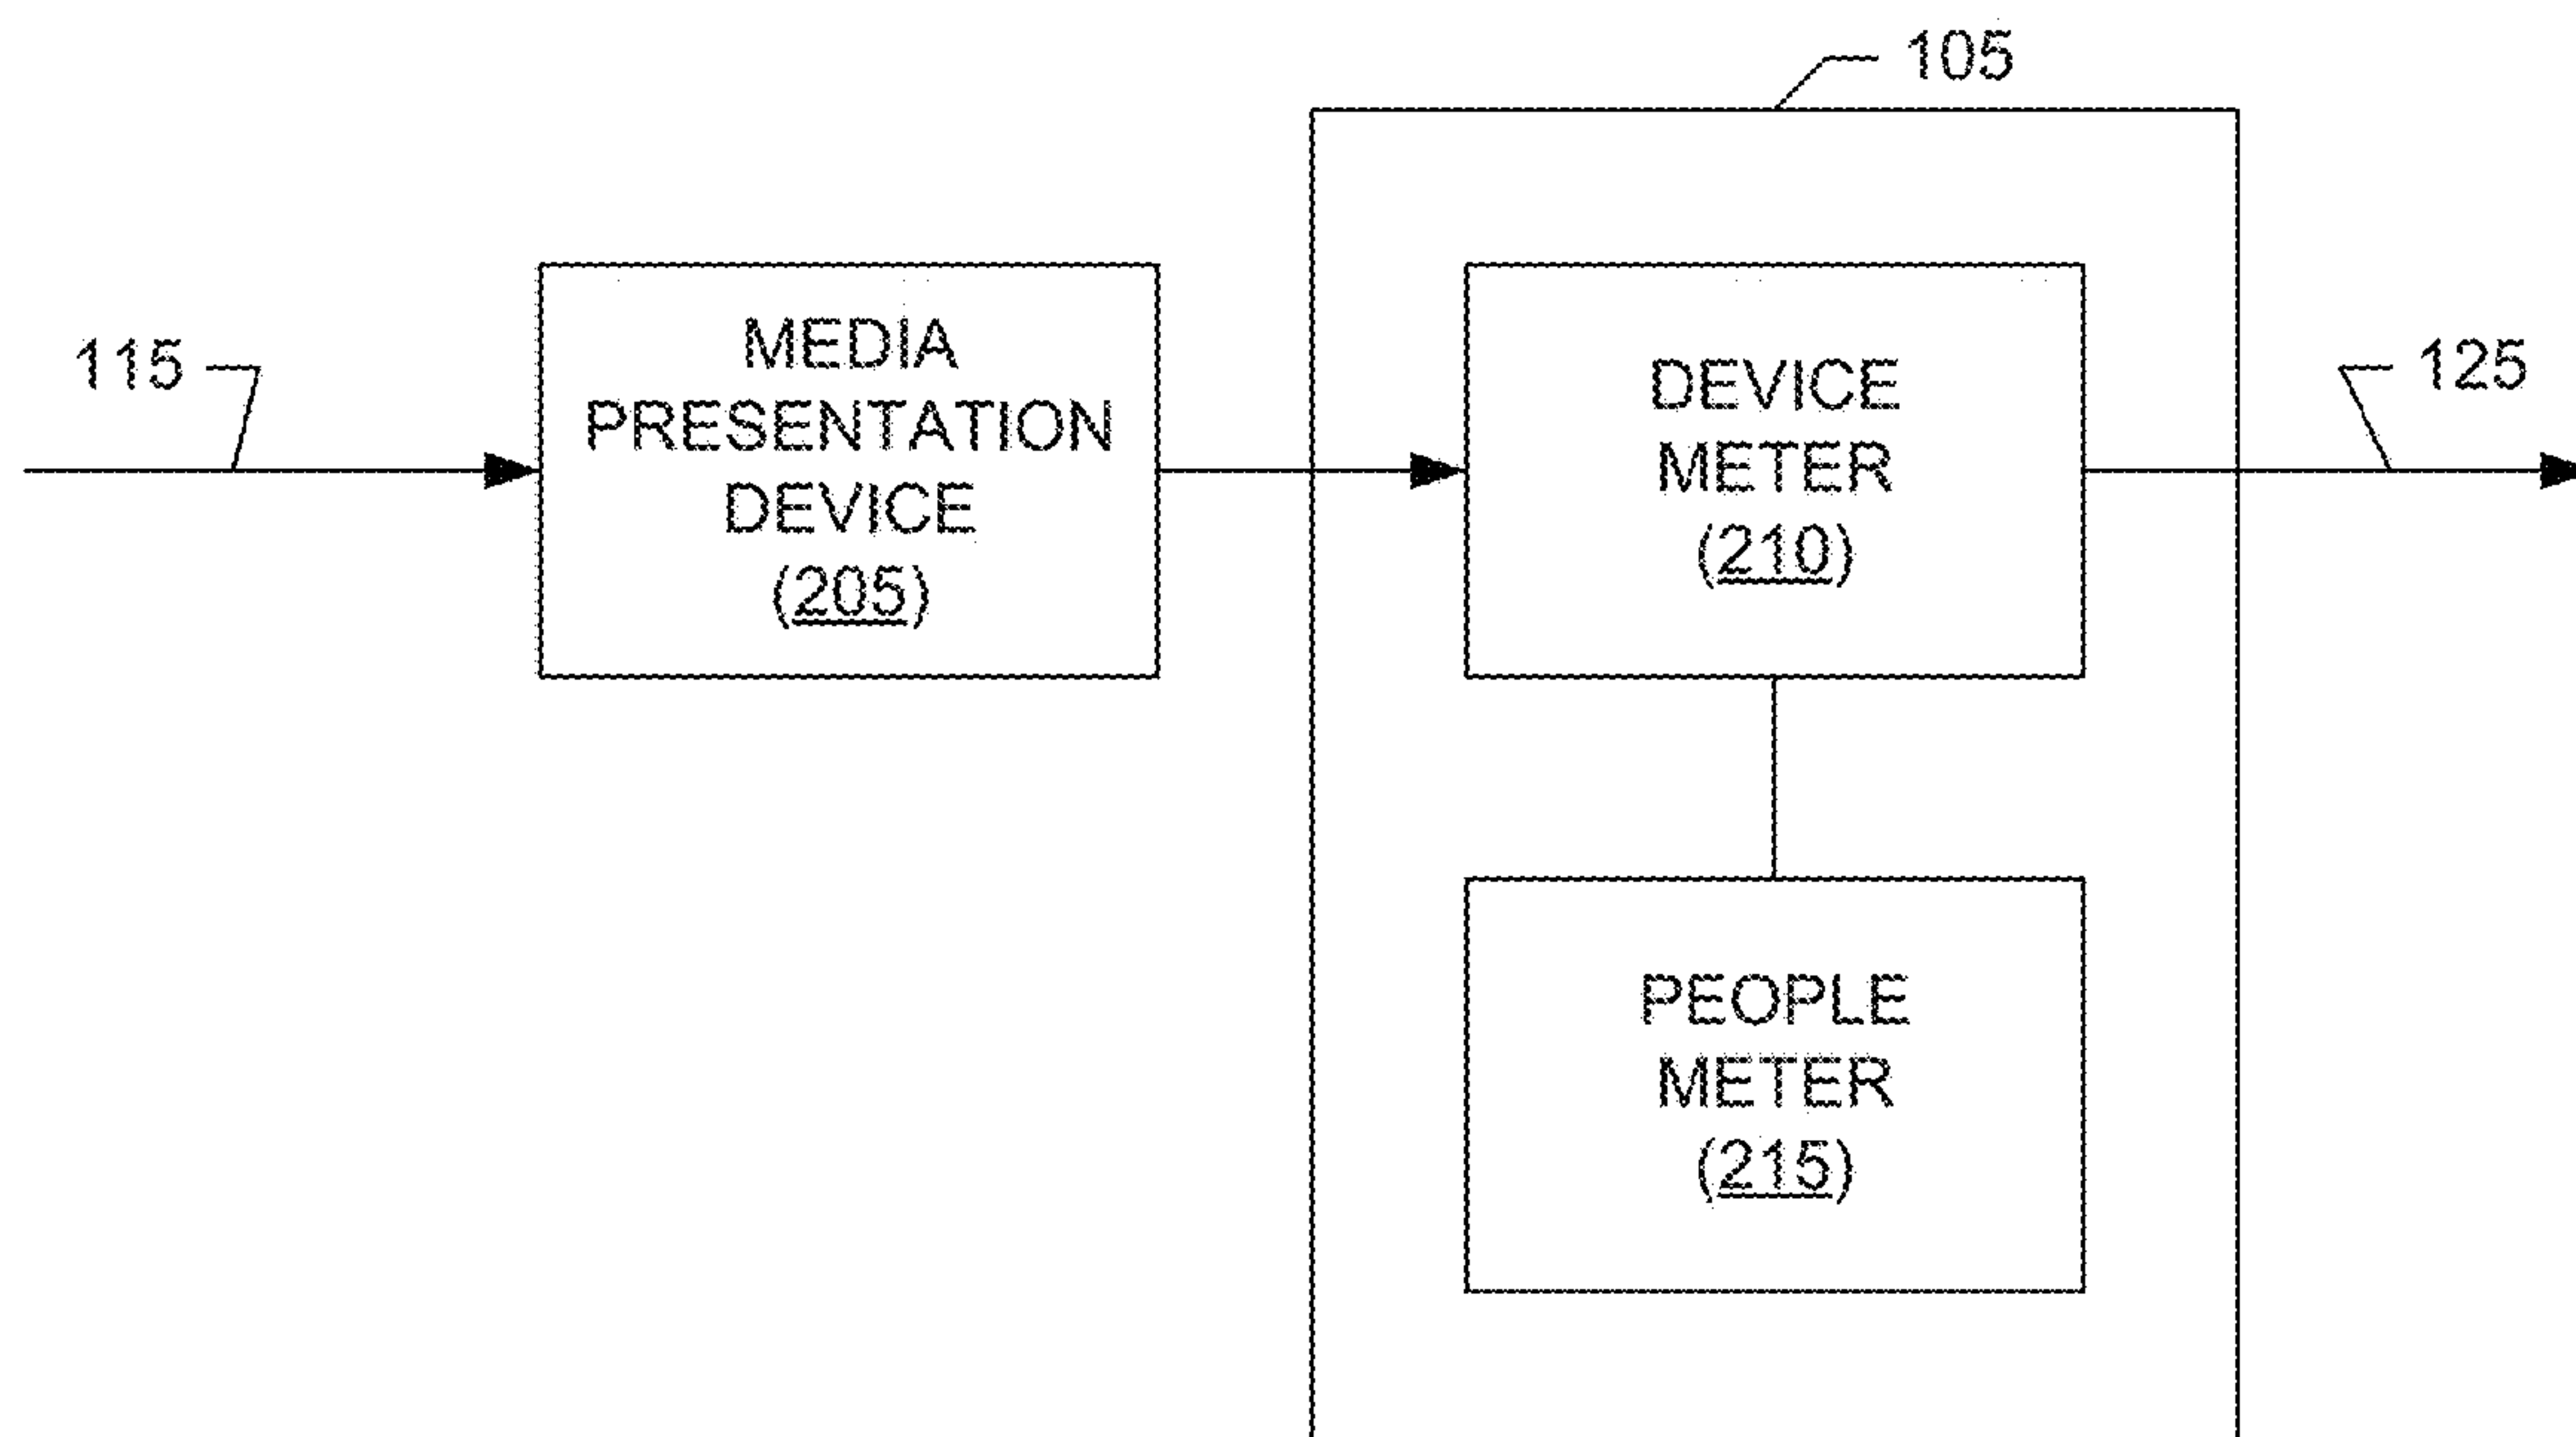 105
115
MEDIA
PRESENTATION
DEVICE
(205)
DEVICE
METER
(210)
125
PEOPLE
METER
(215)